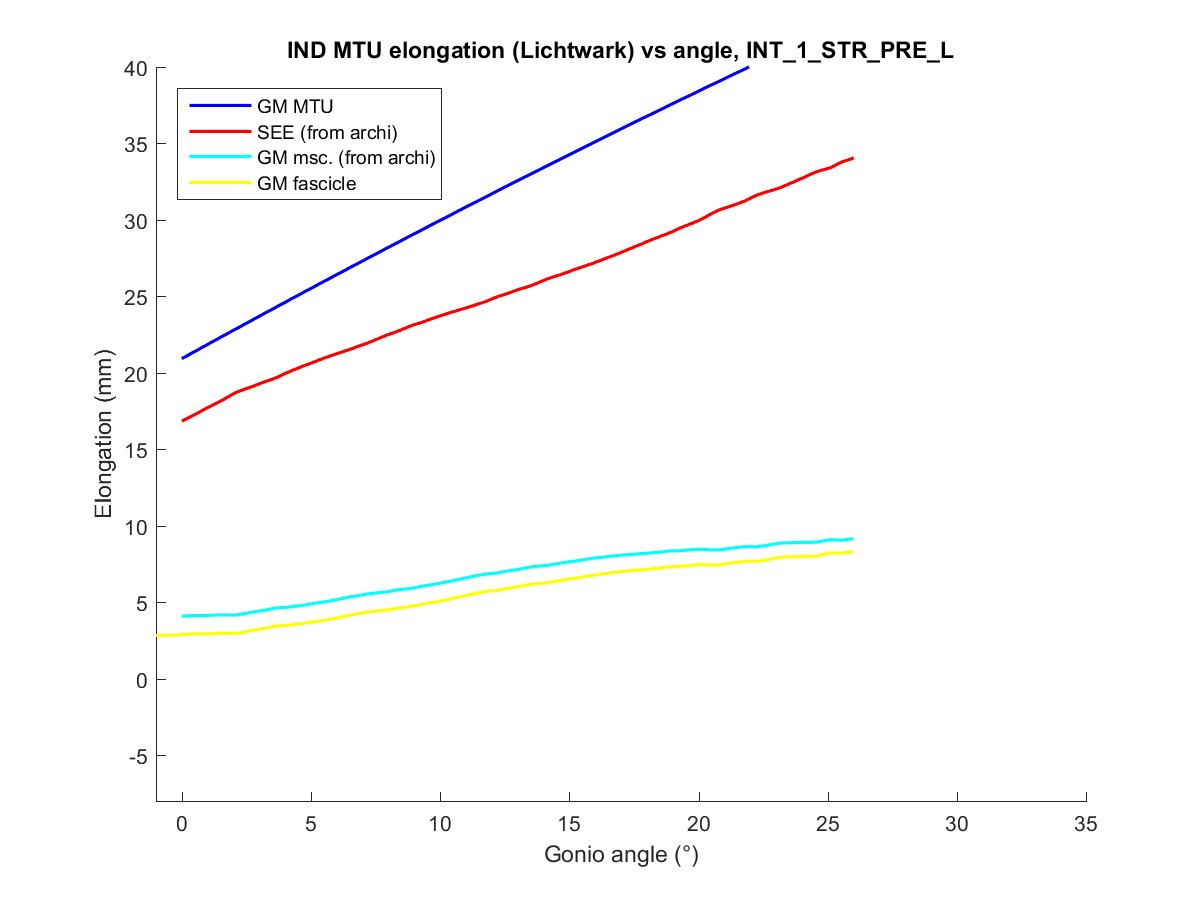 IND MTU elongation (Lichtwark) vs angle, INT_1_STR_PRE_L
GM MTU
SEE (from archi)
GM msc. (from archi)
GM fascicle
40
35
30
25
20
15
10
5
0
-5
Elongation (mm)
0 5 10 15 20 25 30 35
Gonio angle (°)